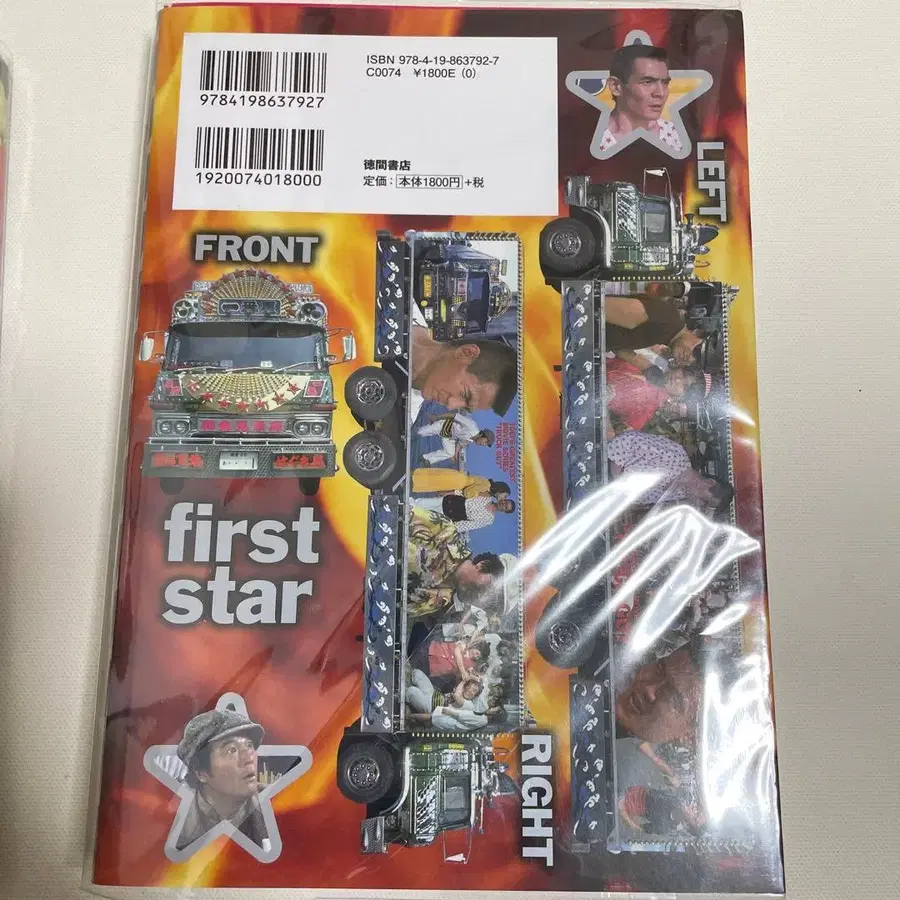 ISBN 978-4-19-863792-7
C0074 ¥1800E (0)
9784198637927
1920074018000
徳間書店
定価：本体1800円+税
LEFT
FRONT
first
star
RIGHT